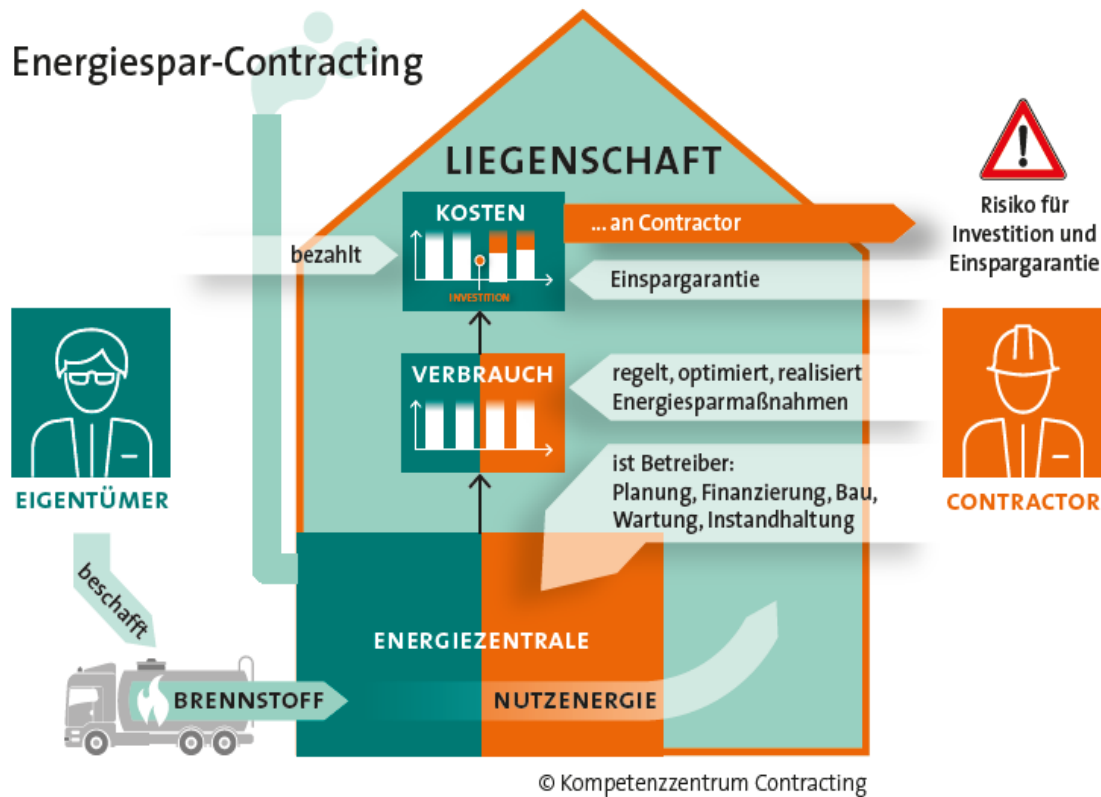 Energiespar-Contracting
LIEGENSCHAFT
KOSTEN
INVESTITION
bezahlt
... an Contractor
Einspargarantie
Risiko für
Investition und
Einspargarantie
VERBRAUCH
regelt, optimiert, realisiert
Energiesparmaßnahmen
ist Betreiber:
Planung, Finanzierung, Bau,
Wartung, Instandhaltung
EIGENTÜMER
CONTRACTOR
beschafft
ENERGIEZENTRALE
BRENNSTOFF
NUTZENERGIE
© Kompetenzzentrum Contracting